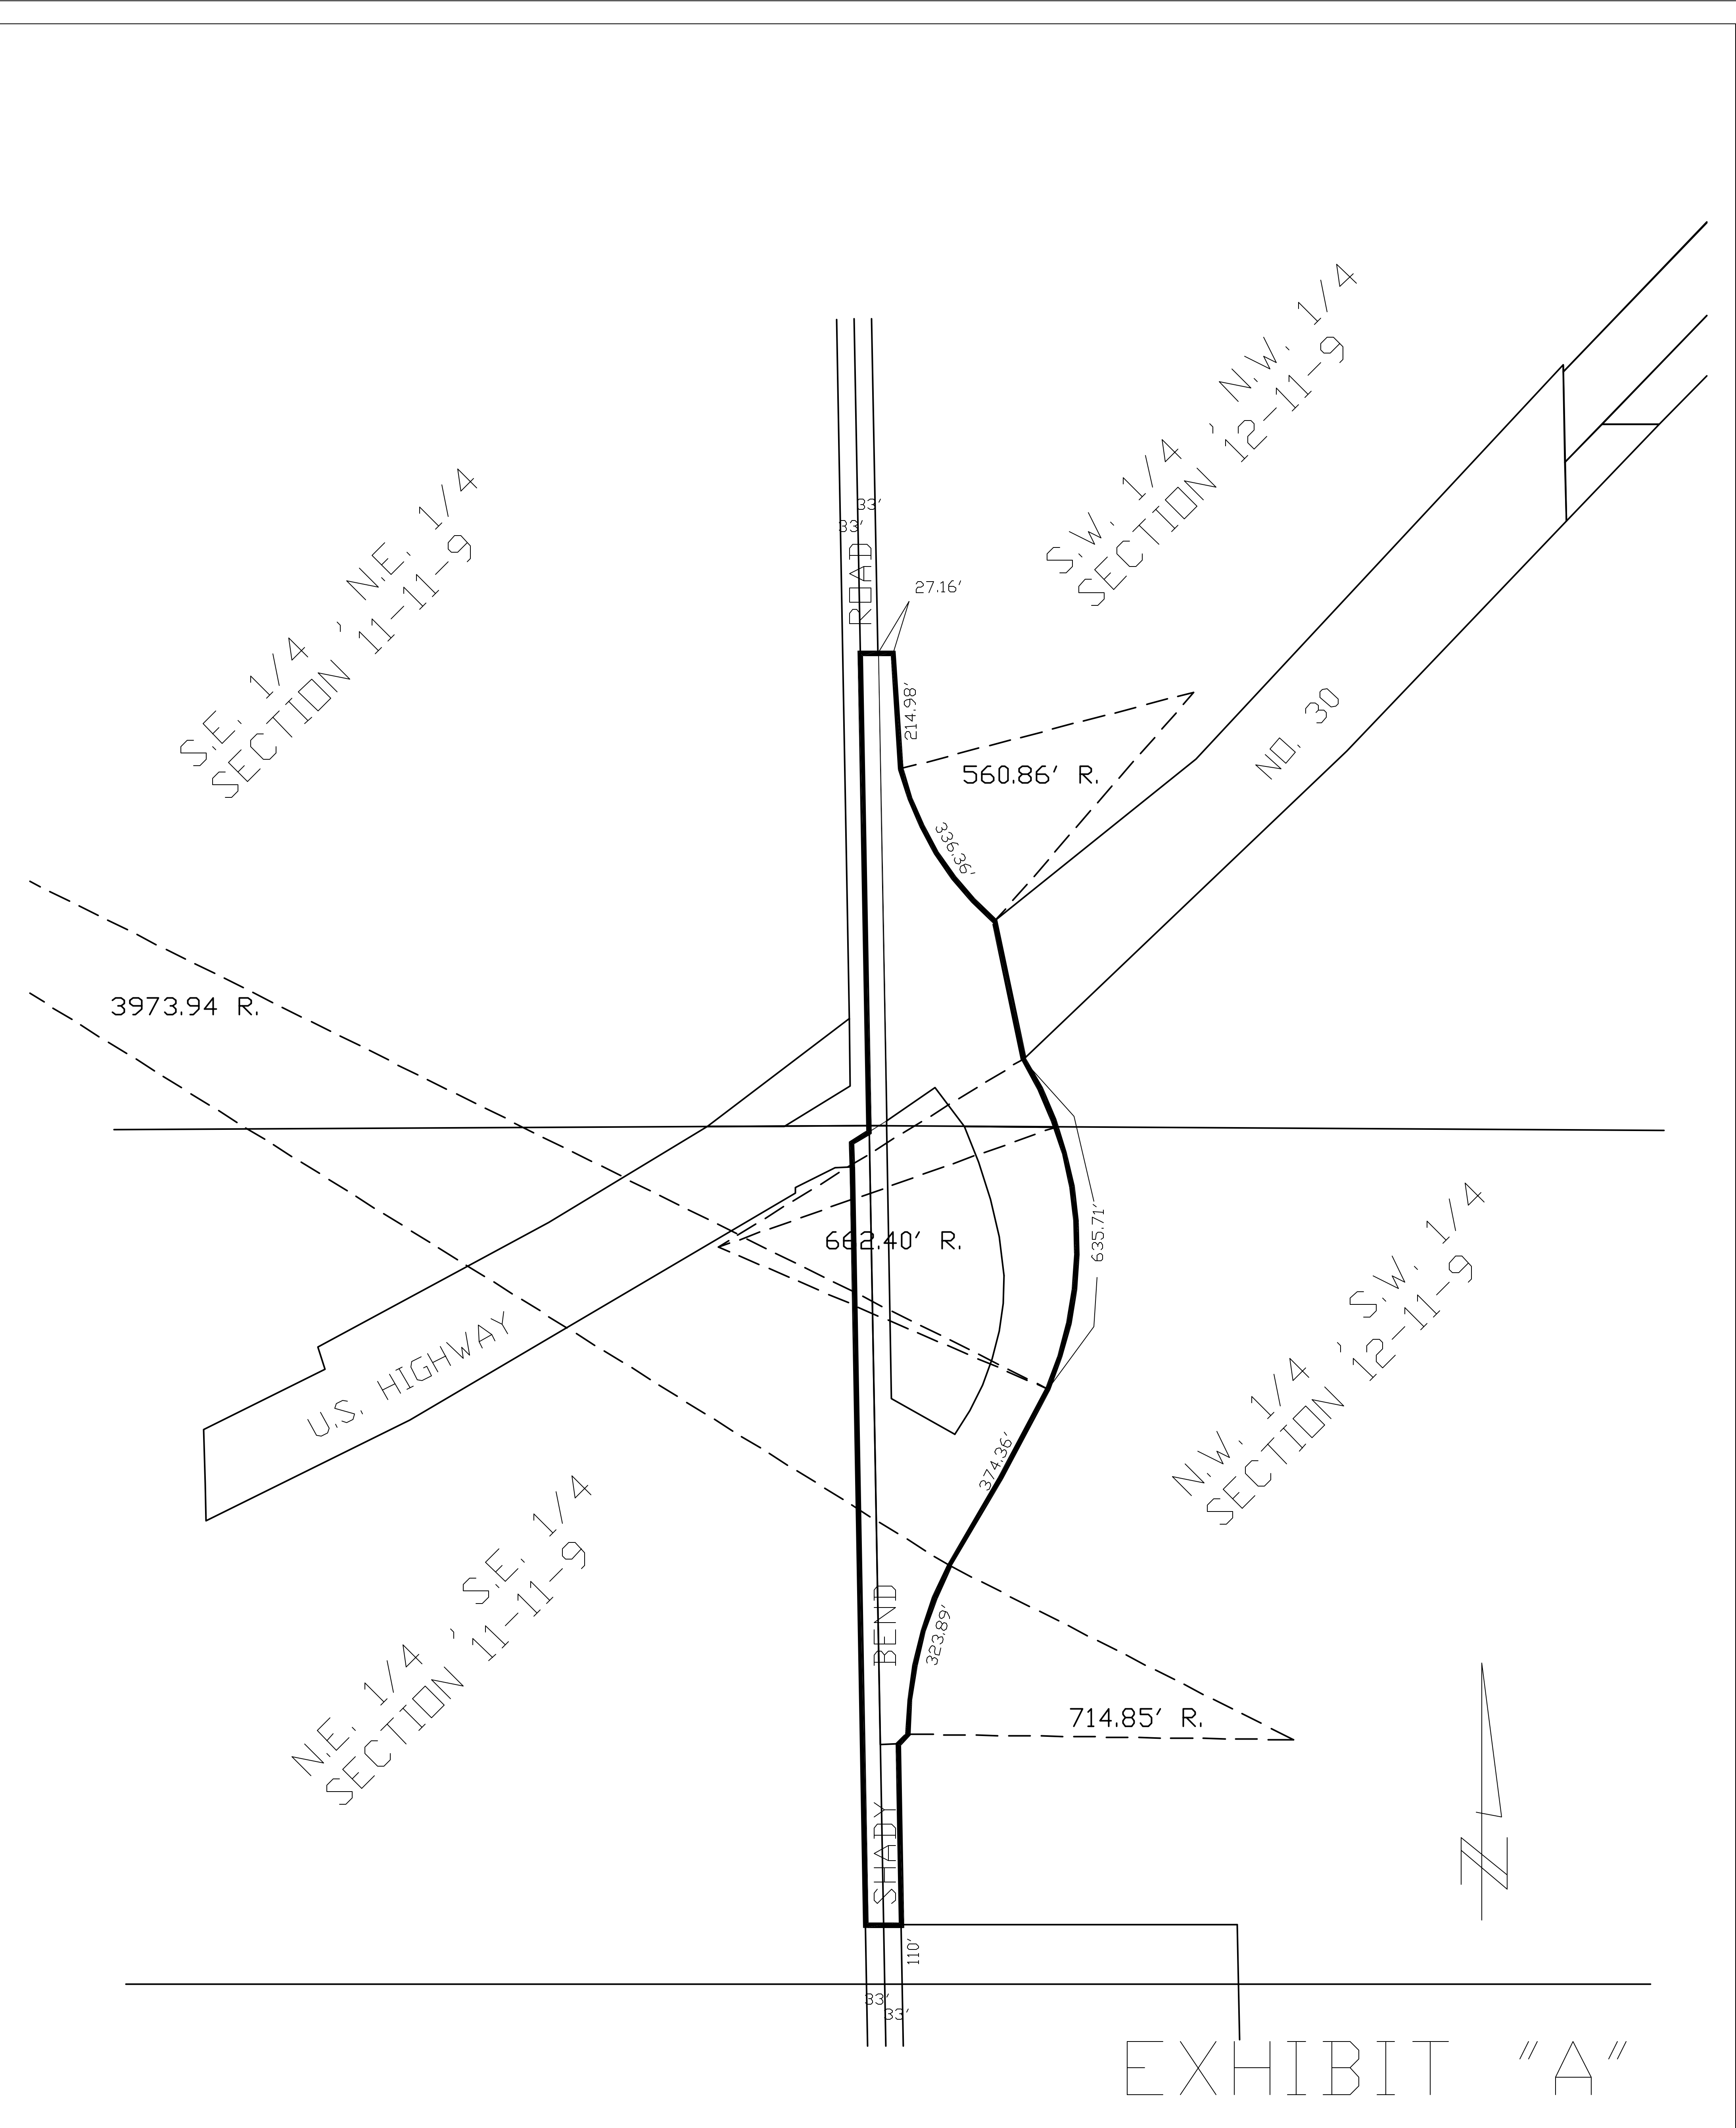 S.W. 1/4 , N.W. 1/4
SECTION 12-11-9
S.E. 1/4 , N.E. 1/4
SECTION 11-11-9
33'
33'
ROAD
27.16'
214.98'
560.86' R.
336.36'
NO. 30
3973.94 R.
662.40' R.
635.71'
N.W. 1/4 , S.W. 1/4
SECTION 12-11-9
U.S. HIGHWAY
374.36'
N.E. 1/4 , S.E. 1/4
SECTION 11-11-9
BEND
323.89'
714.85' R.
SHADY
N
110'
33'
33'
EXHIBIT "A"